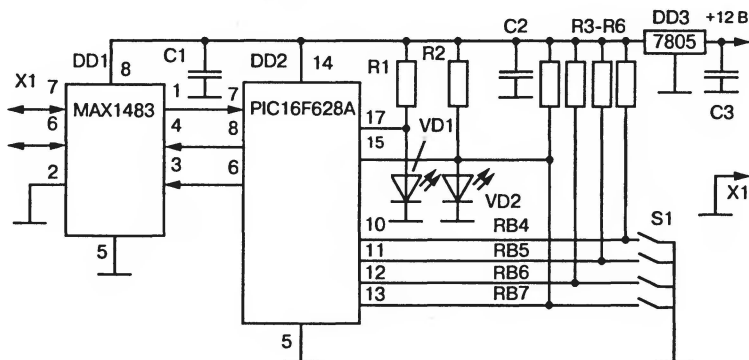 DD1
C1
DD2
C2
R3-R6
DD3
+12 В
8
14
R1
R2
7805
X1
7
1
7
17
C3
MAX1483
PIC16F628A
VD1
6
4
8
15
3
6
2
VD2
X1
10
RB4
S1
11
RB5
12
RB6
5
13
RB7
5